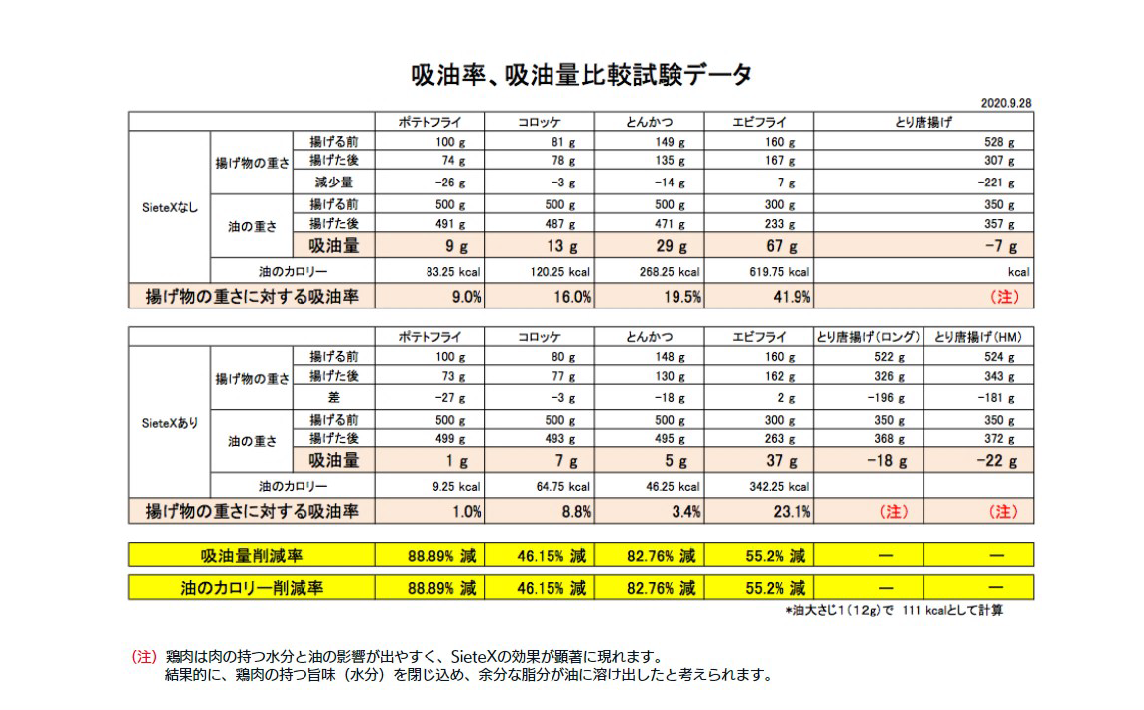 吸油率、吸油量比較試験データ
2020.9.28
ポテトフライ コロッケ とんかつ エビフライ とり唐揚げ
SieteXなし
揚げ物の重さ
揚げる前 100 g 81 g 149 g 160 g 528 g
揚げた後 74 g 78 g 135 g 167 g 307 g
減少量 -26 g -3 g -14 g 7 g -221 g
油の重さ
揚げる前 500 g 500 g 500 g 300 g 350 g
揚げた後 491 g 487 g 471 g 233 g 357 g
吸油量 9 g 13 g 29 g 67 g -7 g
油のカロリー 83.25 kcal 120.25 kcal 268.25 kcal 619.75 kcal kcal
揚げ物の重さに対する吸油率 9.0% 16.0% 19.5% 41.9% (注)
ポテトフライ コロッケ とんかつ エビフライ とり唐揚げ(ロング) とり唐揚げ(HM)
SieteXあり
揚げ物の重さ
揚げる前 100 g 80 g 148 g 160 g 522 g 524 g
揚げた後 73 g 77 g 130 g 162 g 326 g 343 g
差 -27 g -3 g -18 g 2 g -196 g -181 g
油の重さ
揚げる前 500 g 500 g 500 g 300 g 350 g 350 g
揚げた後 499 g 493 g 495 g 263 g 368 g 372 g
吸油量 1 g 7 g 5 g 37 g -18 g -22 g
油のカロリー 9.25 kcal 64.75 kcal 46.25 kcal 342.25 kcal
揚げ物の重さに対する吸油率 1.0% 8.8% 3.4% 23.1% (注) (注)
吸油量削減率 88.89% 減 46.15% 減 82.76% 減 55.2% 減 ― ―
油のカロリー削減率 88.89% 減 46.15% 減 82.76% 減 55.2% 減 ― ―
*油大さじ1(12g)で 111 kcalとして計算
(注) 鶏肉は肉の持つ水分と油の影響が出やすく、SieteXの効果が顕著に現れます。
結果的に、鶏肉の持つ旨味(水分)を閉じ込め、余分な脂分が油に溶け出したと考えられます。